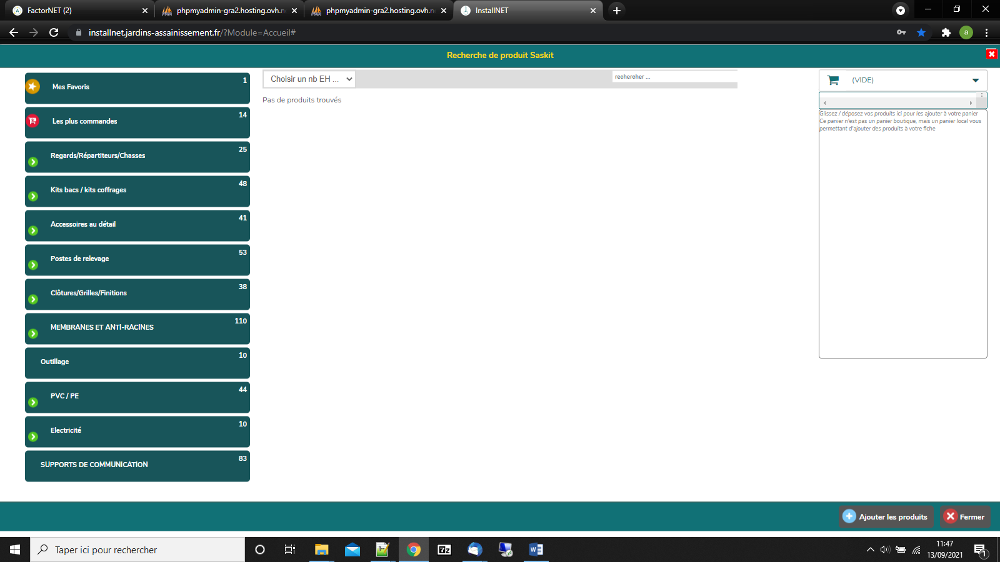 FactorNET (2)
phpmyadmin-gra2.hosting.ovh.n
phpmyadmin-gra2.hosting.ovh.n
InstallNET
installnet.jardins-assainissement.fr/?Module=Accueil#
a
Recherche de produit Saskit
Mes Favoris
1
Les plus commandes
14
Regards/Répartiteurs/Chasses
25
Kits bacs / kits coffrages
48
Accessoires au détail
41
Postes de relevage
53
Clôtures/Grilles/Finitions
38
MEMBRANES ET ANTI-RACINES
110
Outillage
10
PVC / PE
44
Electricité
10
SUPPORTS DE COMMUNICATION
83
Choisir un nb EH ...
rechercher ...
Pas de produits trouvés
(VIDE)
Glissez / déposez vos produits ici pour les ajouter à votre panier
Ce panier n'est pas un panier boutique, mais un panier local vous
permettant d'ajouter des produits à votre fiche
Ajouter les produits
Fermer
Taper ici pour rechercher
7z
W
11:47
13/09/2021
1